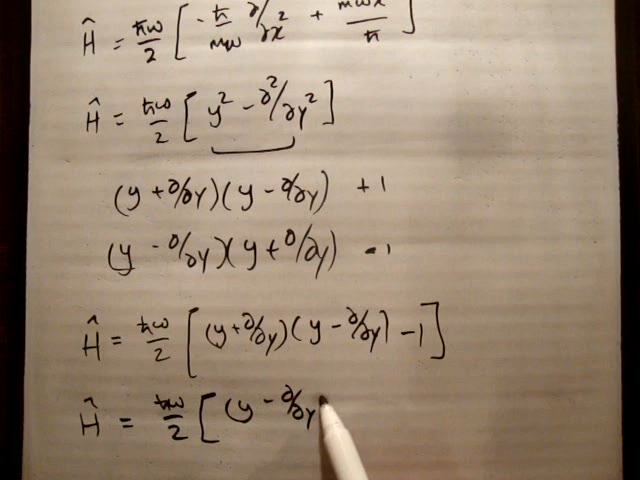 Ĥ = ħω/2 [ - ħ/mω ∂²/∂x² + mωx²/ħ ]
Ĥ = ħω/2 [ y² - ∂²/∂y² ]
(y + ∂/∂y)(y - ∂/∂y) + 1
(y - ∂/∂y)(y + ∂/∂y) - 1
Ĥ = ħω/2 [ (y + ∂/∂y)(y - ∂/∂y) - 1 ]
Ĥ = ħω/2 [ (y - ∂/∂y